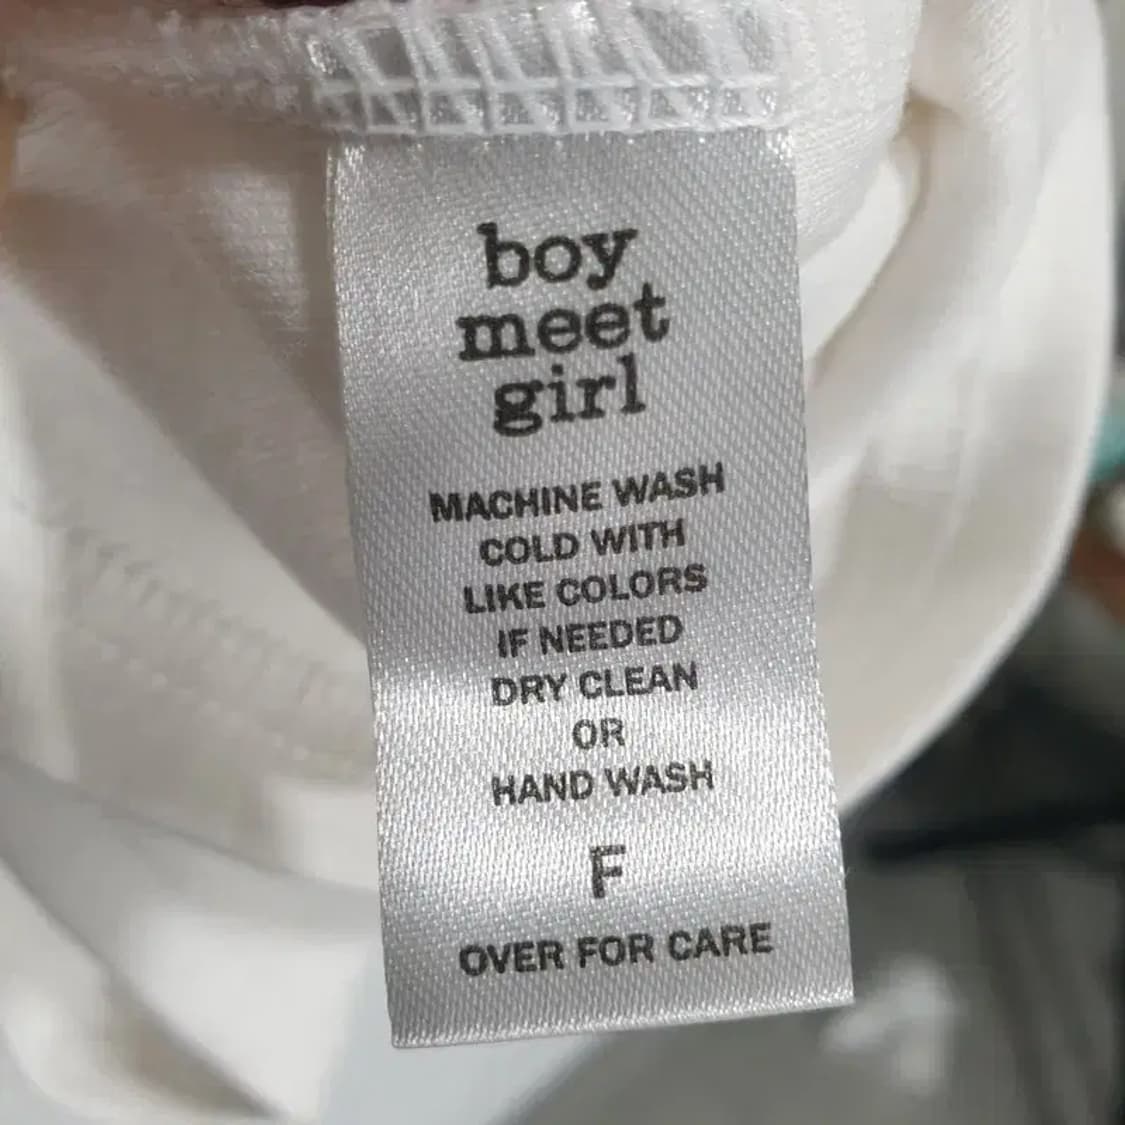 boy
meet
girl
MACHINE WASH
COLD WITH
LIKE COLORS
IF NEEDED
DRY CLEAN
OR
HAND WASH
F
OVER FOR CARE